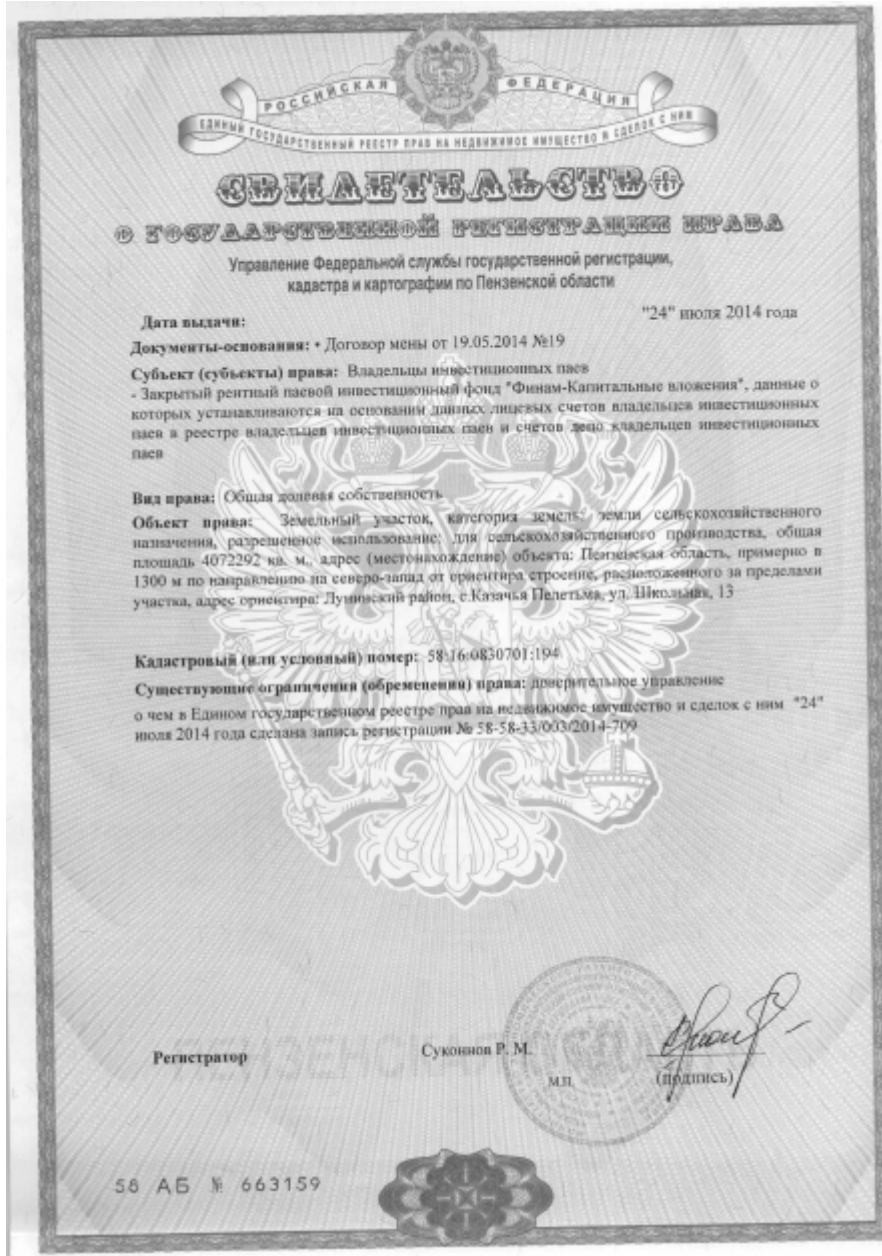 РОССИЙСКАЯ ФЕДЕРАЦИЯ
ЕДИНЫЙ ГОСУДАРСТВЕННЫЙ РЕЕСТР ПРАВ НА НЕДВИЖИМОЕ ИМУЩЕСТВО И СДЕЛОК С НИМ
СВИДЕТЕЛЬСТВО
О ГОСУДАРСТВЕННОЙ РЕГИСТРАЦИИ ПРАВА
Управление Федеральной службы государственной регистрации,
кадастра и картографии по Пензенской области
Дата выдачи: "24" июля 2014 года
Документы-основания: • Договор мены от 19.05.2014 №19
Субъект (субъекты) права: Владельцы инвестиционных паев
- Закрытый рентный паевой инвестиционный фонд "Финам-Капитальные вложения", данные о
которых устанавливаются на основании данных лицевых счетов владельцев инвестиционных
паев в реестре владельцев инвестиционных паев и счетов депо владельцев инвестиционных
паев
Вид права: Общая долевая собственность
Объект права: Земельный участок, категория земель: земли сельскохозяйственного
назначения, разрешенное использование: для сельскохозяйственного производства, общая
площадь 4072292 кв. м., адрес (местонахождение) объекта: Пензенская область, примерно в
1300 м по направлению на северо-запад от ориентира строение, расположенного за пределами
участка, адрес ориентира: Лунинский район, с.Казачья Пелетьма, ул. Школьная, 13
Кадастровый (или условный) номер: 58:16:0830701:194
Существующие ограничения (обременения) права: доверительное управление
о чем в Едином государственном реестре прав на недвижимое имущество и сделок с ним "24"
июля 2014 года сделана запись регистрации № 58-58-33/003/2014-709
Регистратор Суконнов Р. М.
м.п. (подпись)
58 АБ № 663159